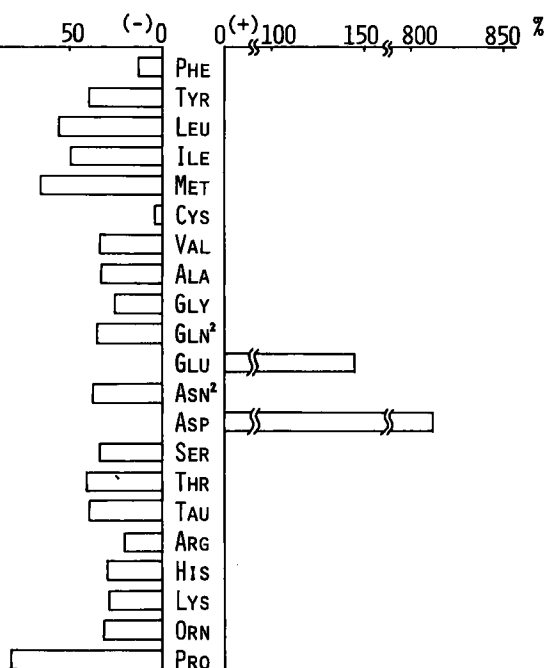 (-) (+) %
50 0 0 100 150 800 850
PHE
TYR
LEU
ILE
MET
CYS
VAL
ALA
GLY
GLN²
GLU
ASN²
ASP
SER
THR
TAU
ARG
HIS
LYS
ORN
PRO